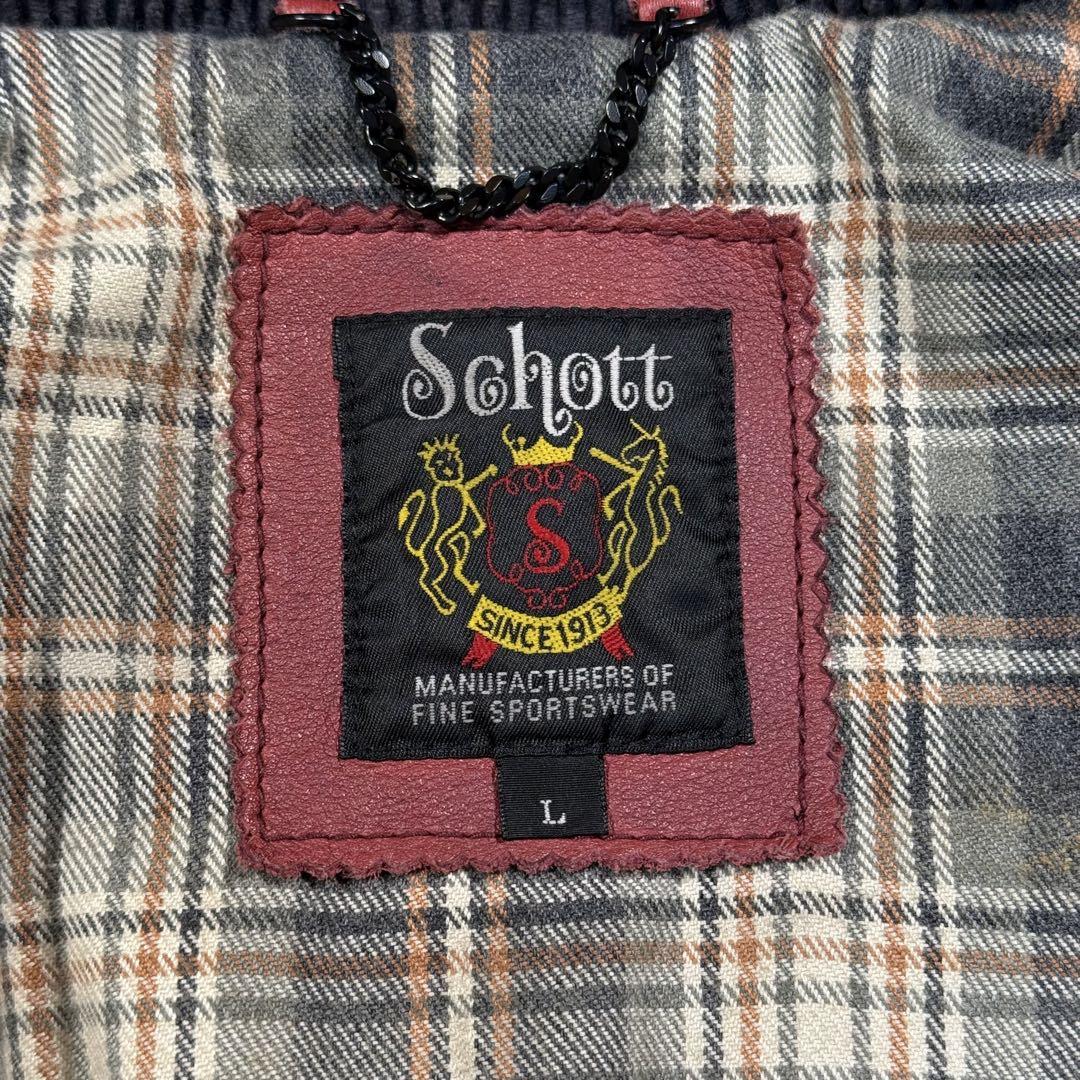 Schott
S
SINCE 1913
MANUFACTURERS OF
FINE SPORTSWEAR
L